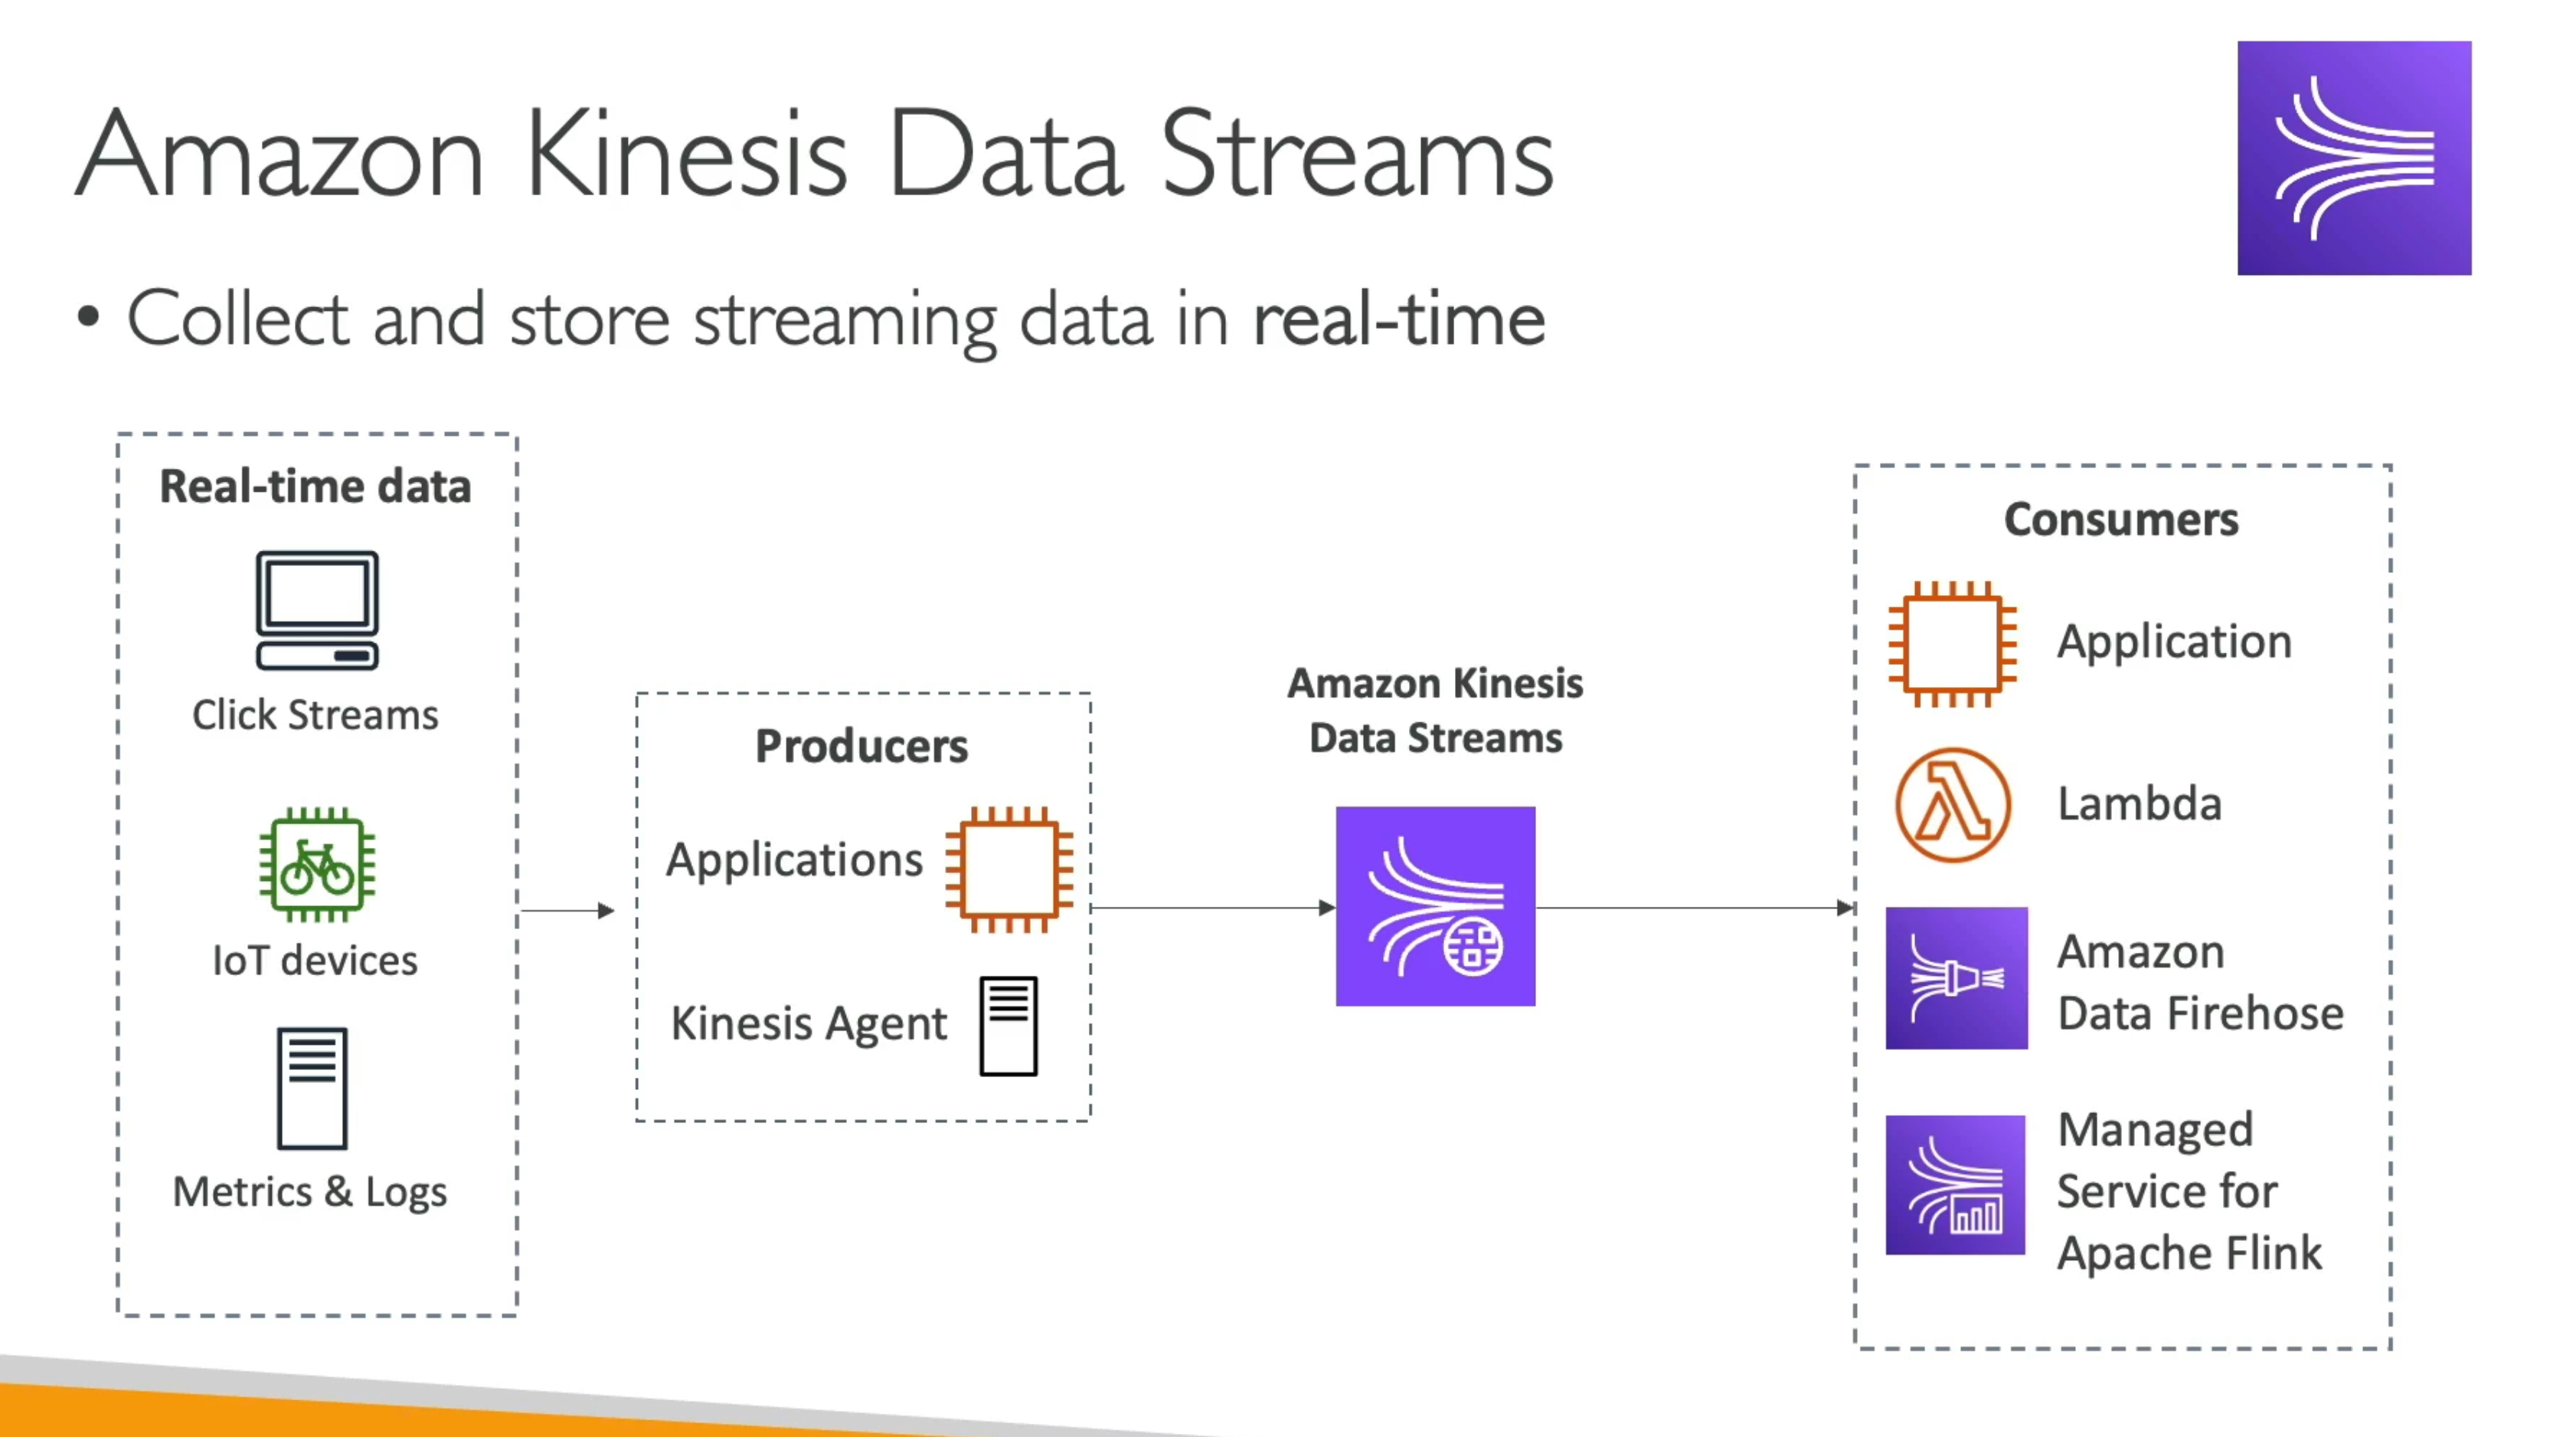 Amazon Kinesis Data Streams
• Collect and store streaming data in real-time
Real-time data
Click Streams
IoT devices
Metrics & Logs
Producers
Applications
Kinesis Agent
Amazon Kinesis
Data Streams
Consumers
Application
Lambda
Amazon
Data Firehose
Managed
Service for
Apache Flink